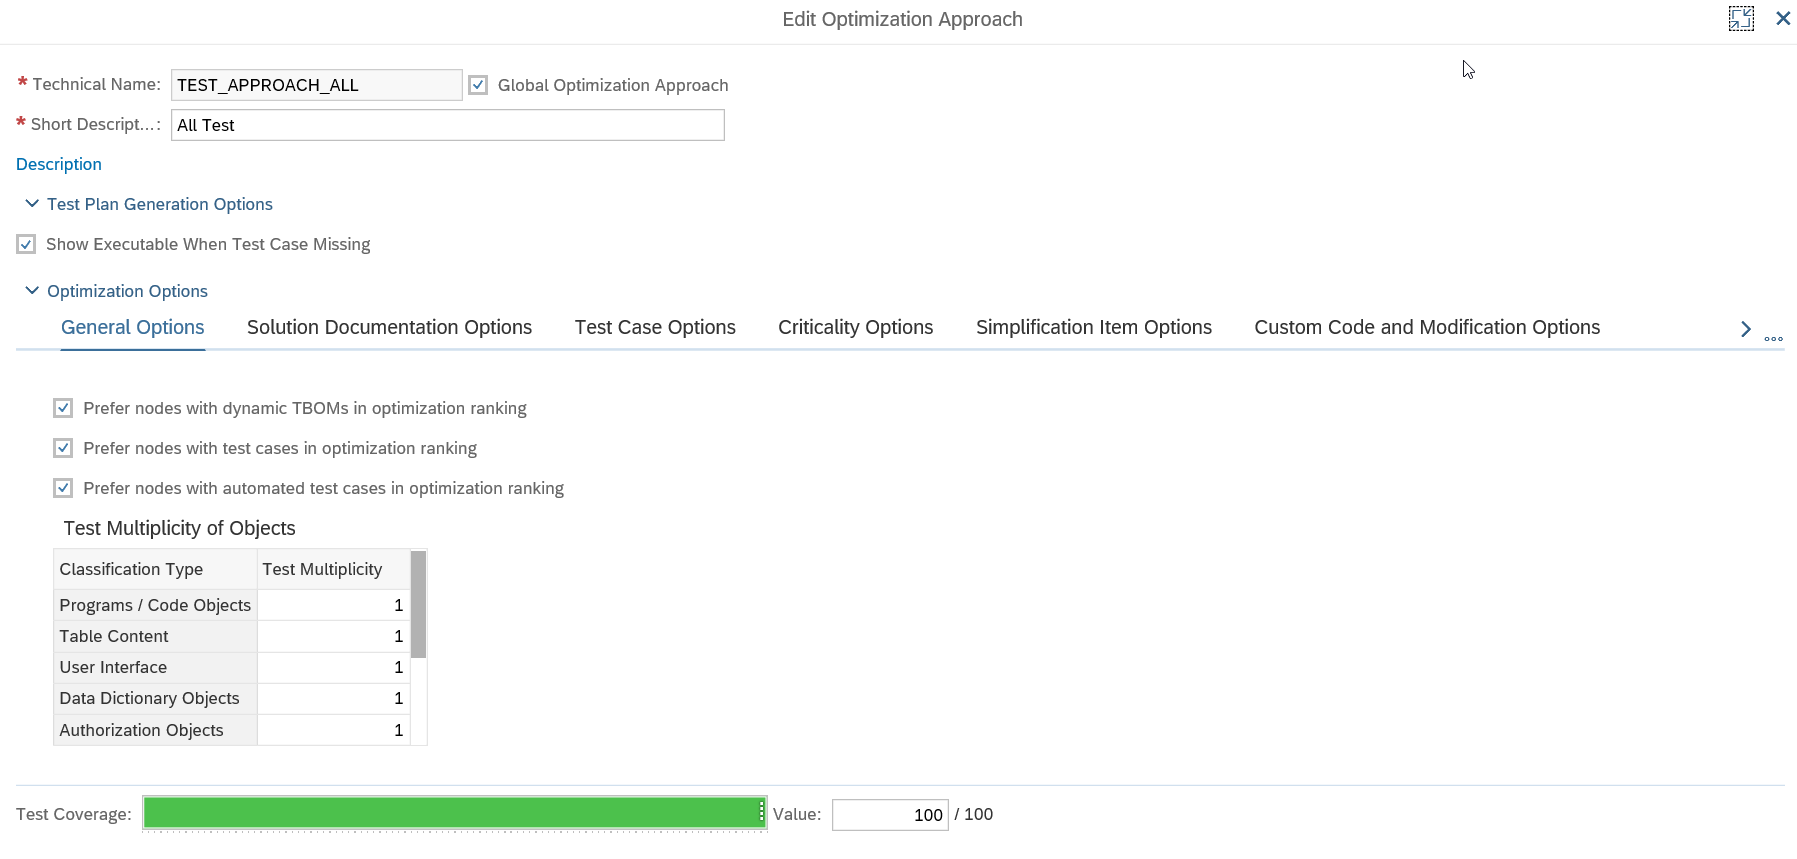 Edit Optimization Approach
* Technical Name: TEST_APPROACH_ALL Global Optimization Approach
* Short Descript...: All Test
Description
Test Plan Generation Options
Show Executable When Test Case Missing
Optimization Options
General Options Solution Documentation Options Test Case Options Criticality Options Simplification Item Options Custom Code and Modification Options
Prefer nodes with dynamic TBOMs in optimization ranking
Prefer nodes with test cases in optimization ranking
Prefer nodes with automated test cases in optimization ranking
Test Multiplicity of Objects
Classification Type Test Multiplicity
Programs / Code Objects 1
Table Content 1
User Interface 1
Data Dictionary Objects 1
Authorization Objects 1
Test Coverage: Value: 100 / 100